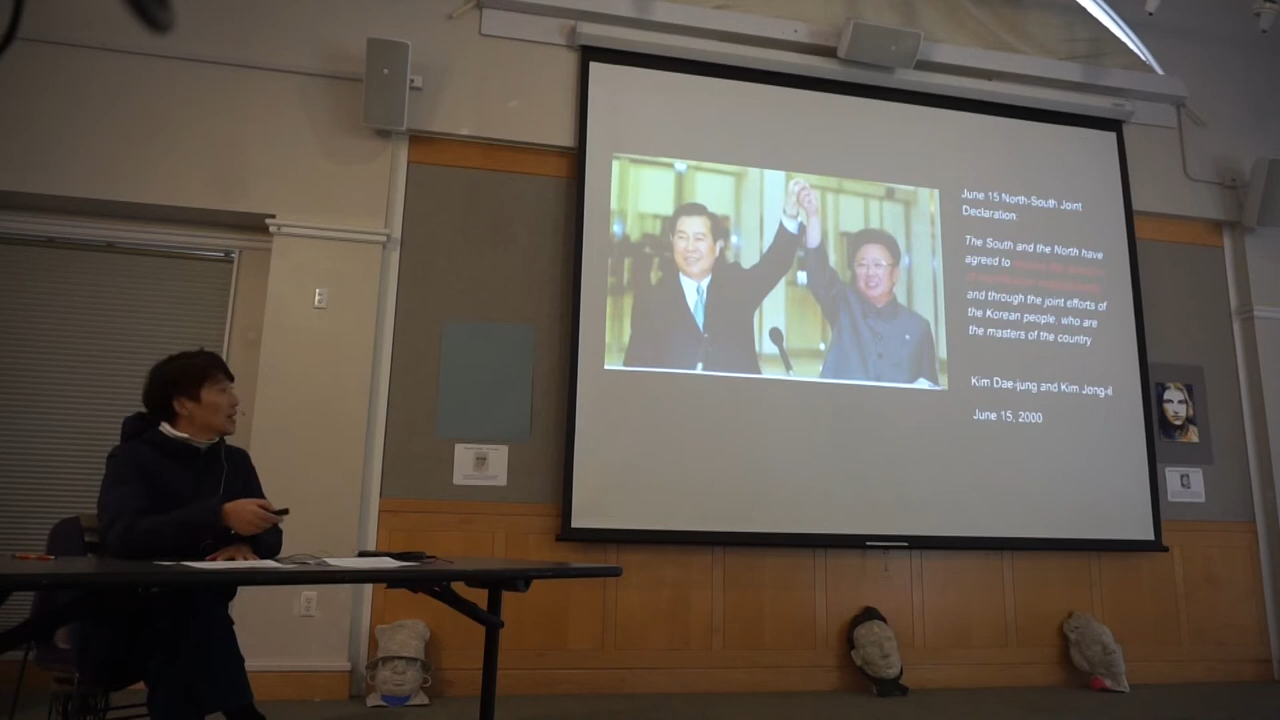 June 15 North-South Joint
Declaration:
The South and the North have
agreed to
and through the joint efforts of
the Korean people, who are
the masters of the country
Kim Dae-jung and Kim Jong-il
June 15, 2000